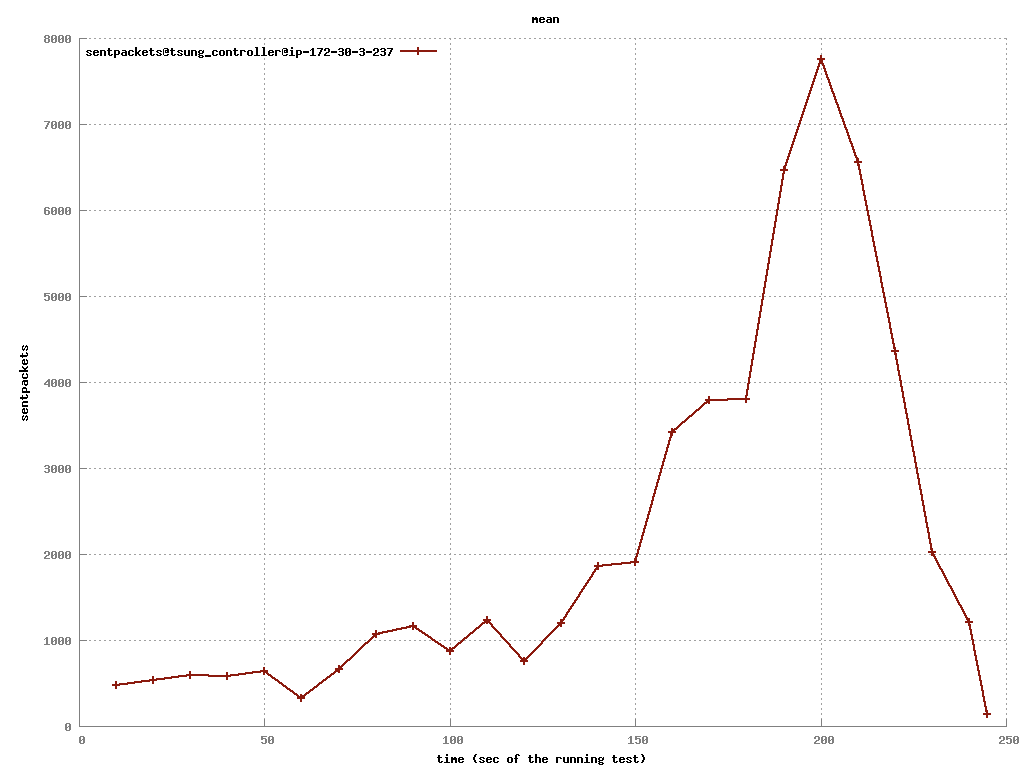 mean
sentpackets@tsung_controller@ip-172-30-3-237
8000
7000
6000
5000
4000
3000
2000
1000
0
sentpackets
0 50 100 150 200 250
time (sec of the running test)